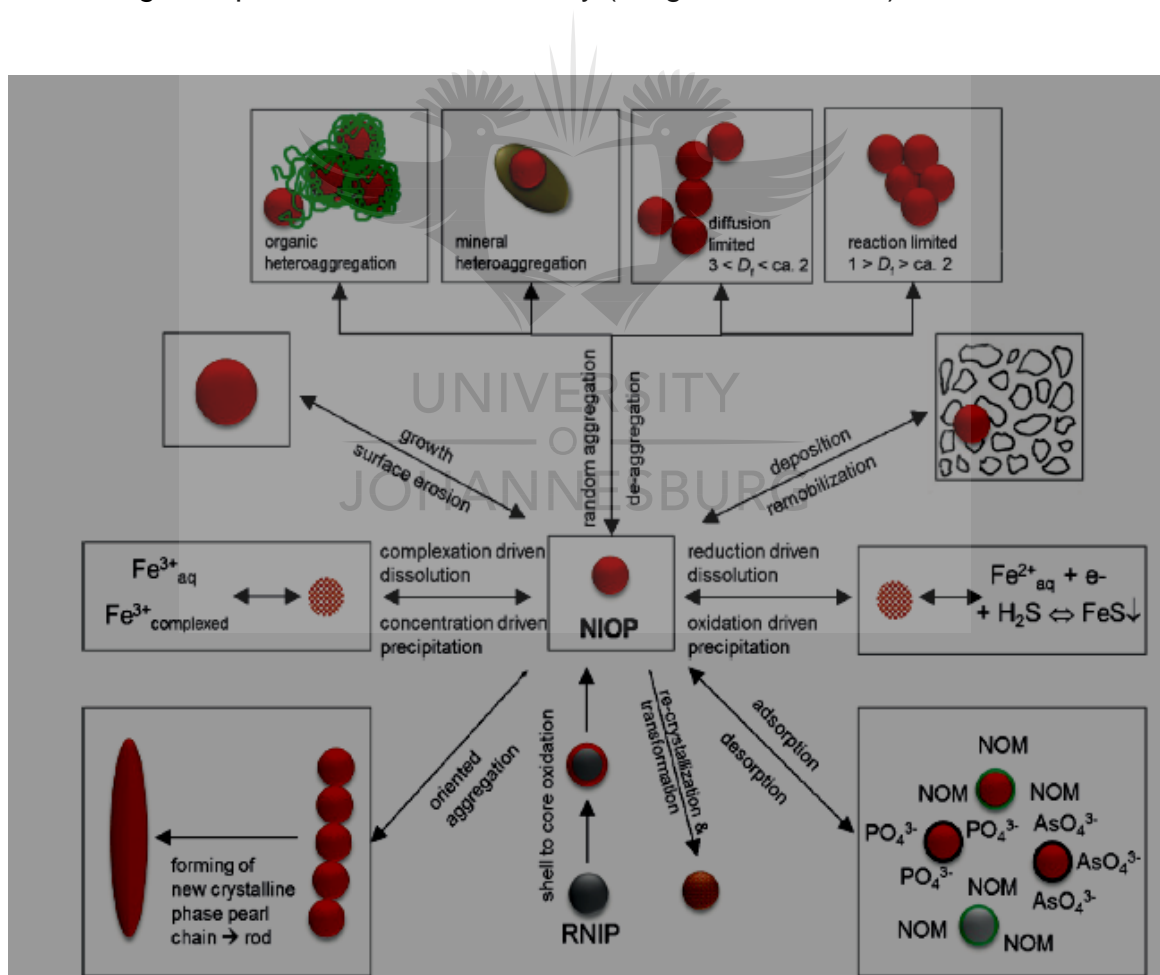 organic
heteroaggregation
mineral
heteroaggregation
diffusion
limited
3 < Df < ca. 2
reaction limited
1 > Df > ca. 2
UNIVERSITY
OF
JOHANNESBURG
random aggregation
de-aggregation
growth
surface erosion
deposition
remobilization
Fe³⁺aq
Fe³⁺complexed
complexation driven
dissolution
concentration driven
precipitation
NIOP
reduction driven
dissolution
oxidation driven
precipitation
Fe²⁺aq + e-
+ H₂S ⇔ FeS↓
forming of
new crystalline
phase pearl
chain → rod
oriented
aggregation
shell to core oxidation
RNIP
re-crystallization &
transformation
adsorption
desorption
NOM
NOM NOM
PO₄³⁻ PO₄³⁻ AsO₄³⁻
PO₄³⁻ AsO₄³⁻
NOM AsO₄³⁻
NOM NOM